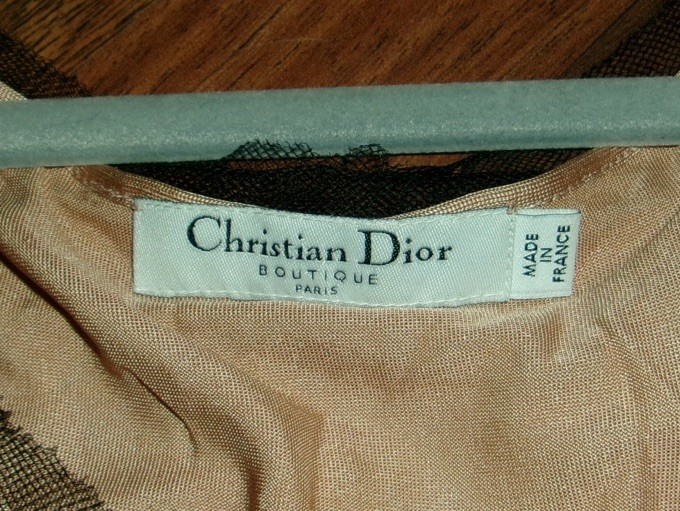 Christian Dior
BOUTIQUE
PARIS
MADE
IN
FRANCE